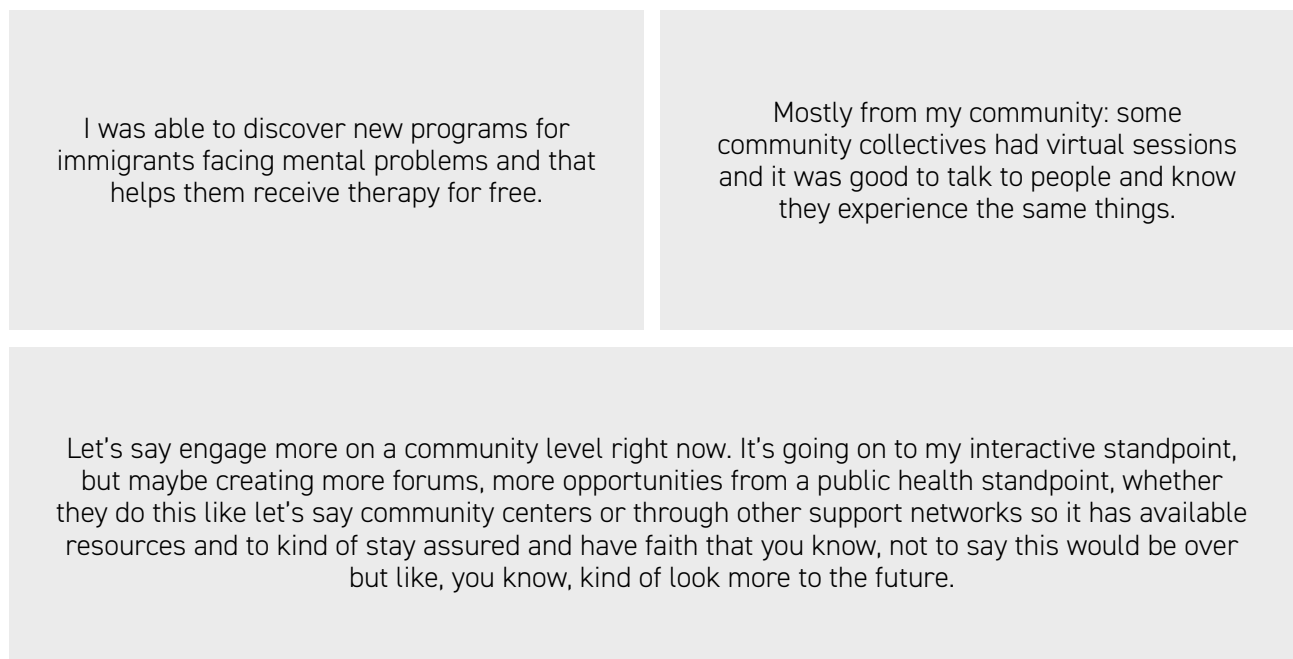 I was able to discover new programs for
immigrants facing mental problems and that
helps them receive therapy for free.
Mostly from my community: some
community collectives had virtual sessions
and it was good to talk to people and know
they experience the same things.
Let's say engage more on a community level right now. It's going on to my interactive standpoint,
but maybe creating more forums, more opportunities from a public health standpoint, whether
they do this like let's say community centers or through other support networks so it has available
resources and to kind of stay assured and have faith that you know, not to say this would be over
but like, you know, kind of look more to the future.